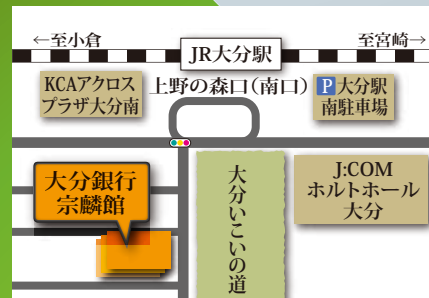 ←至小倉
至宮崎→
JR大分駅
KCAアクロス
プラザ大分南
上野の森口(南口)
P大分駅
南駐車場
大分銀行
宗麟館
大分いこいの道
J:COM
ホルトホール
大分